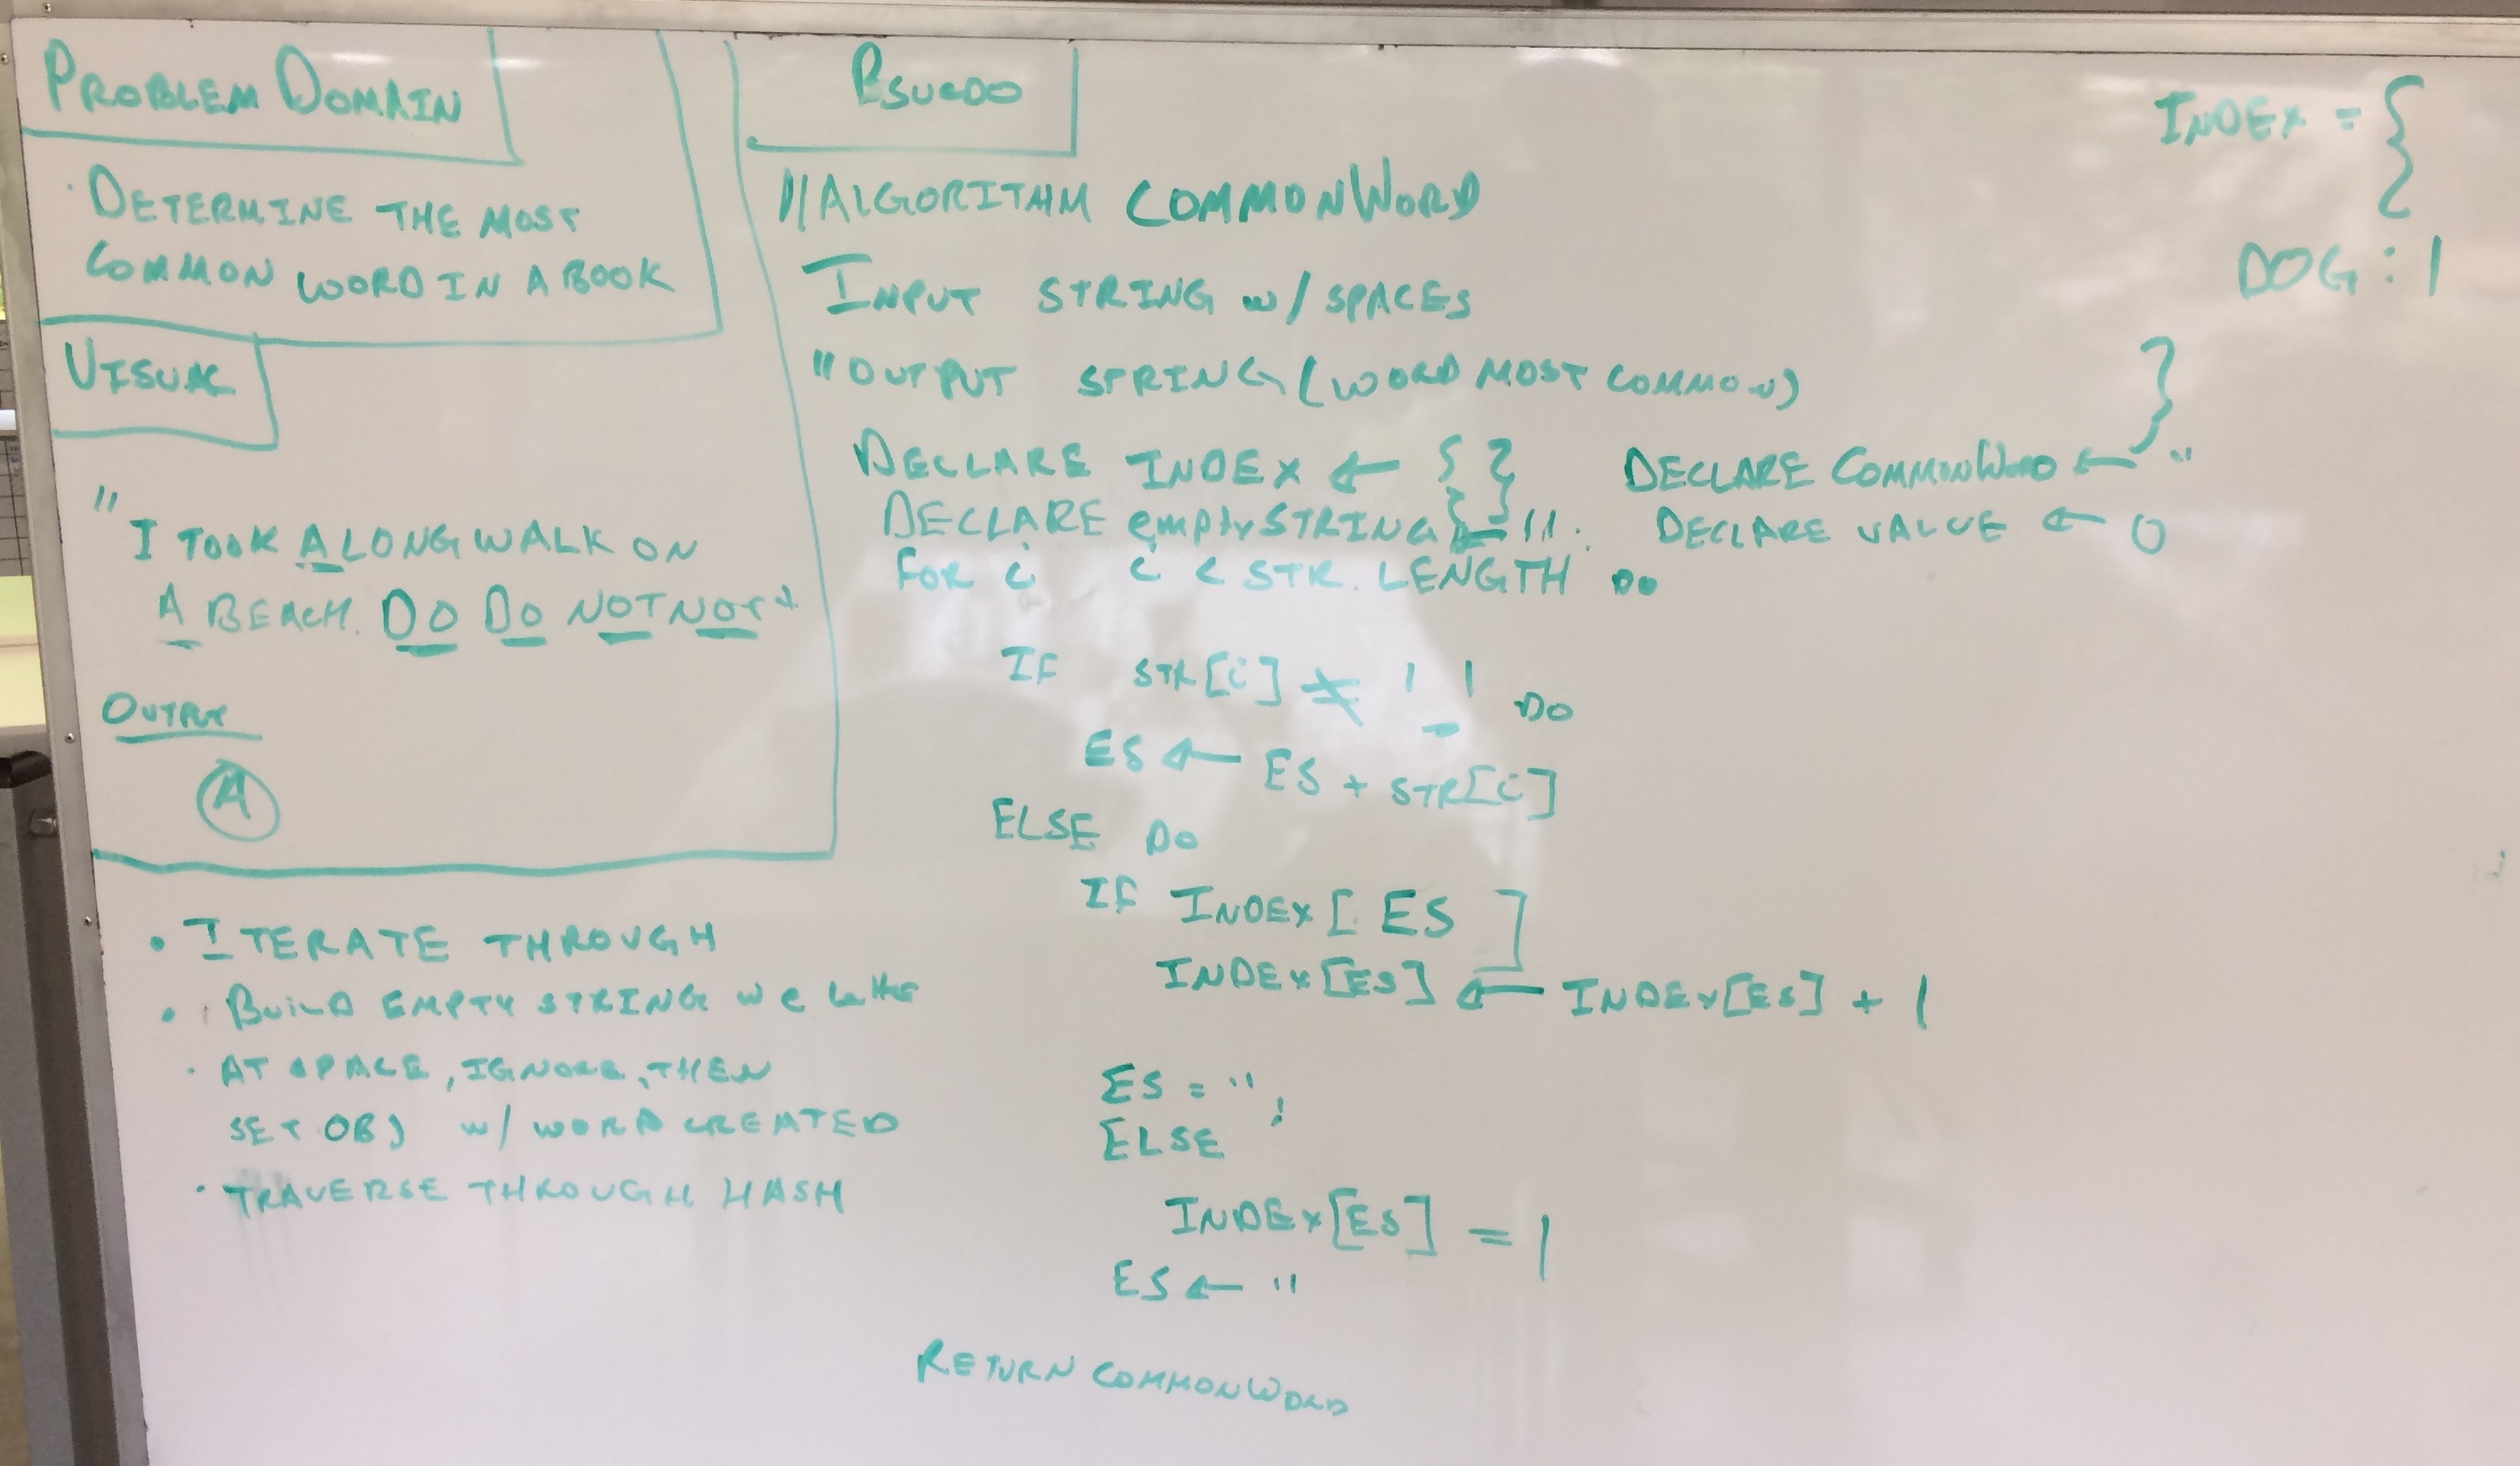 PROBLEM DOMAIN
· DETERMINE THE MOST
COMMON WORD IN A BOOK
VISUAL
"
I TOOK A LONG WALK ON
A BEACH. DO DO NOT NOT
OUTPUT
A
• ITERATE THROUGH
• BUILD EMPTY STRING W
• AT SPACE, IGNORE, THEN
SET OBJ W/ WORD CREATED
• TRAVERSE THROUGH HASH
PSUEDO
//ALGORITHM COMMONWORD
INPUT STRING W/ SPACES
"OUTPUT STRING (WORD MOST COMMON)
DECLARE INDEX ← { }
DECLARE emptySTRING ← ''
FOR i i < STR. LENGTH DO
IF STR[i] ≠ '_' DO
ES ← ES + STR[i]
ELSE DO
IF INDEX[ ES ]
INDEX[ES] ← INDEX[ES] + 1
ES = '';
ELSE
INDEX[ES] = 1
ES ← ''
RETURN COMMONWORD
DECLARE COMMONWORD ← ''
DECLARE VALUE ← 0
INDEX = {
DOG : 1
}